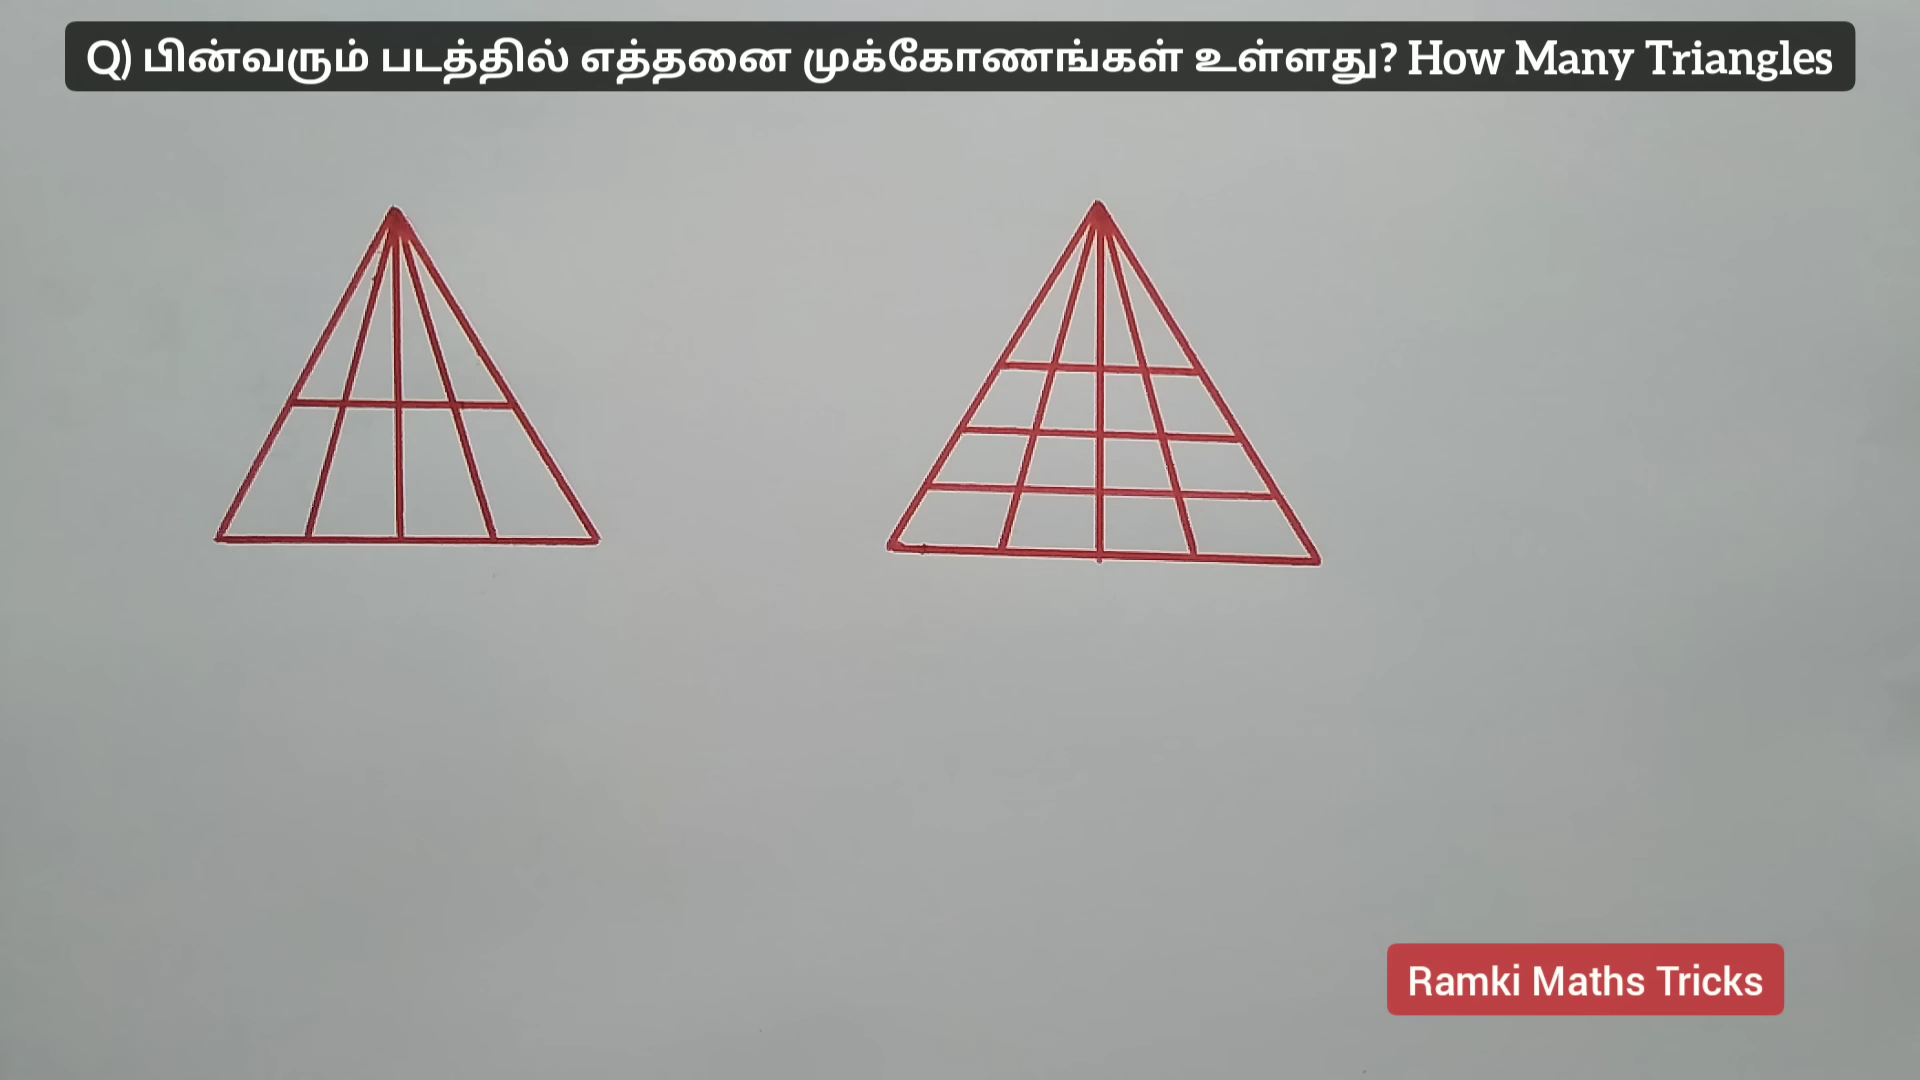 Q) பின்வரும் படத்தில் எத்தனை முக்கோணங்கள் உள்ளது? How Many Triangles
Ramki Maths Tricks